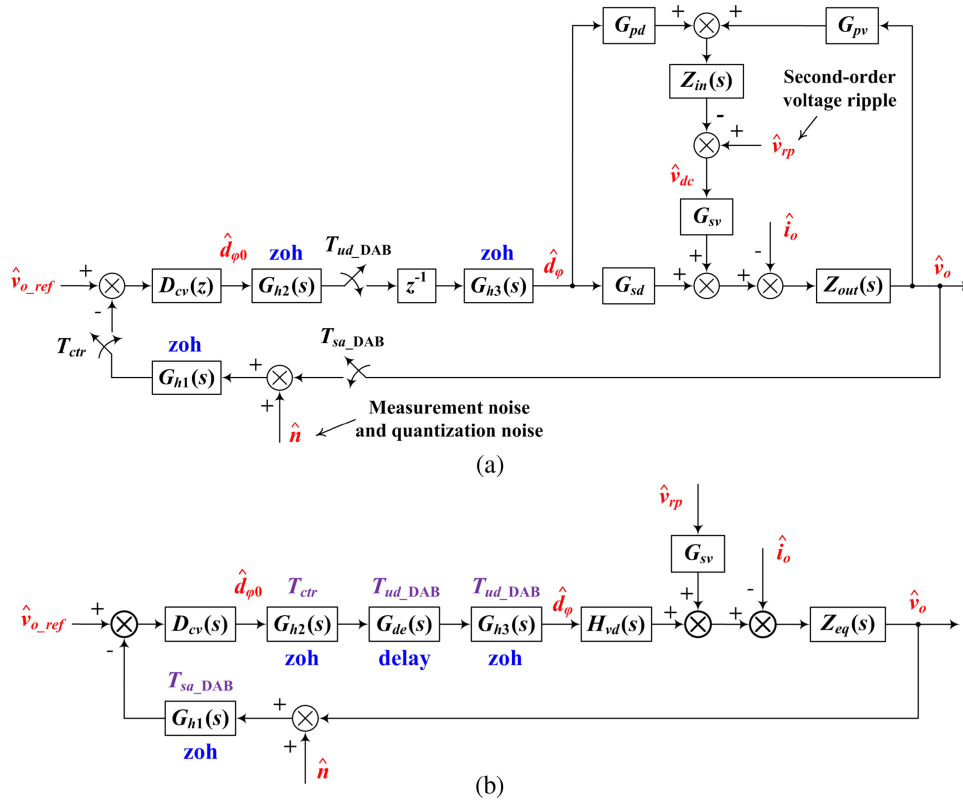 G_pd
+
+
G_pv
Z_in(s)
Second-order
voltage ripple
-
+
v̂_rp
v̂_dc
G_sv
î_o
T_ud_DAB
d̂_φ0
zoh
zoh
d̂_φ
+
-
v̂_o
v̂_o_ref
+
D_cv(z)
G_h2(s)
z^-1
G_h3(s)
G_sd
+
+
Z_out(s)
-
T_ctr
zoh
T_sa_DAB
G_h1(s)
+
+
n̂
Measurement noise
and quantization noise
(a)
v̂_rp
G_sv
î_o
d̂_φ0
T_ctr
T_ud_DAB
T_ud_DAB
d̂_φ
+
-
v̂_o
v̂_o_ref
+
D_cv(s)
G_h2(s)
G_de(s)
G_h3(s)
H_vd(s)
+
+
Z_eq(s)
-
zoh
delay
zoh
T_sa_DAB
G_h1(s)
+
zoh
+
n̂
(b)